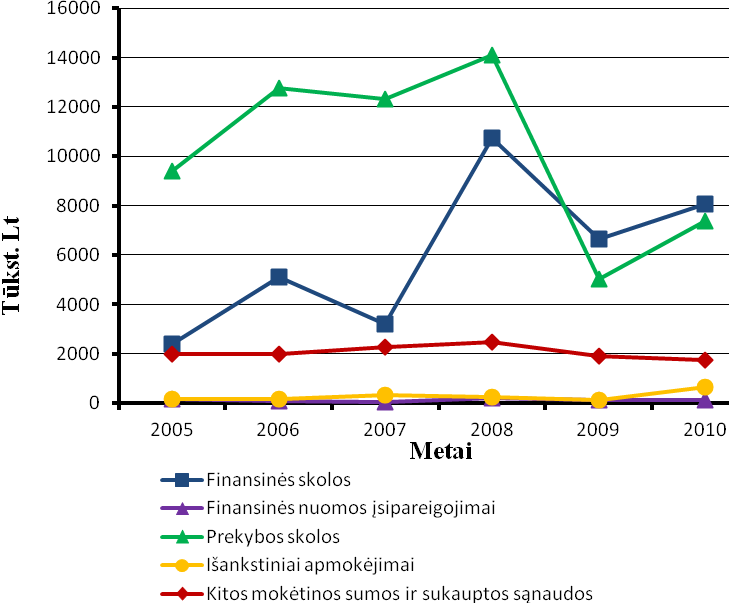 16000
14000
12000
10000
8000
6000
4000
2000
0
Tūkst. Lt
2005 2006 2007 2008 2009 2010
Metai
Finansinės skolos
Finansinės nuomos įsipareigojimai
Prekybos skolos
Išankstiniai apmokėjimai
Kitos mokėtinos sumos ir sukauptos sąnaudos